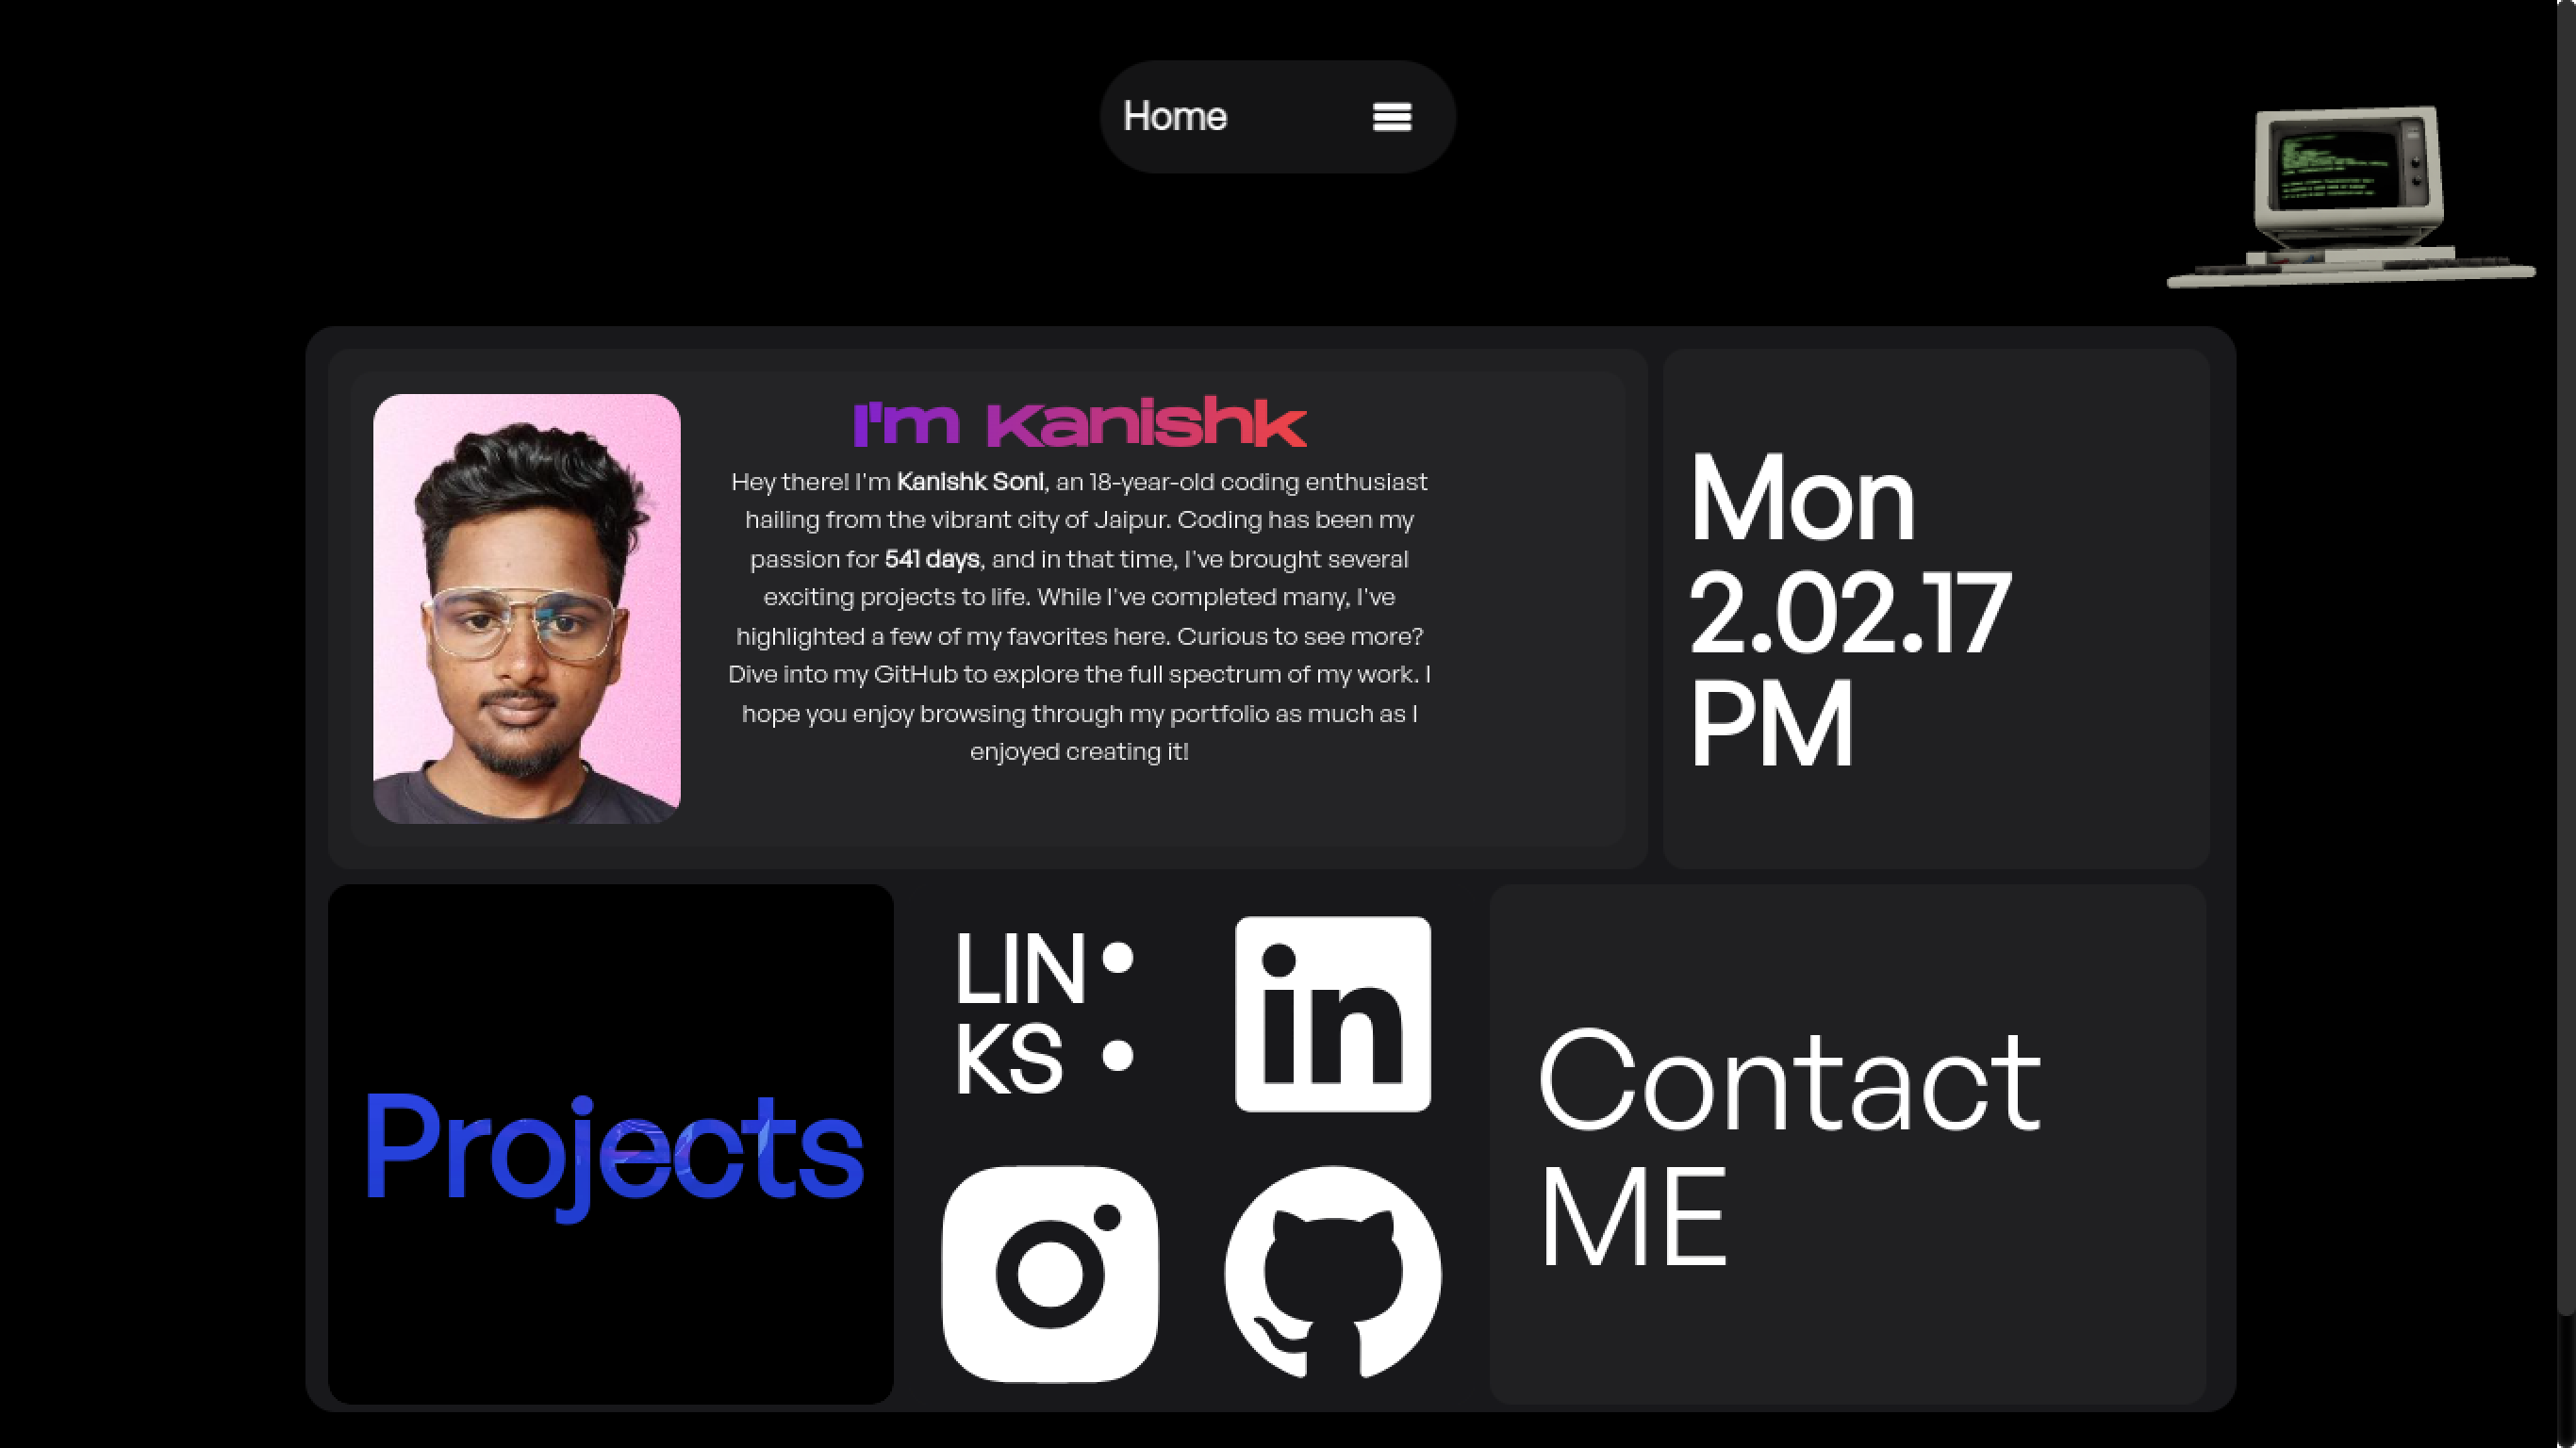 Home
I'm Kanishk
Hey there! I'm Kanishk Soni, an 18-year-old coding enthusiast
hailing from the vibrant city of Jaipur. Coding has been my
passion for 541 days, and in that time, I've brought several
exciting projects to life. While I've completed many, I've
highlighted a few of my favorites here. Curious to see more?
Dive into my GitHub to explore the full spectrum of my work. I
hope you enjoy browsing through my portfolio as much as I
enjoyed creating it!
Mon
2.02.17
PM
Projects
LIN
KS
in
Contact
ME